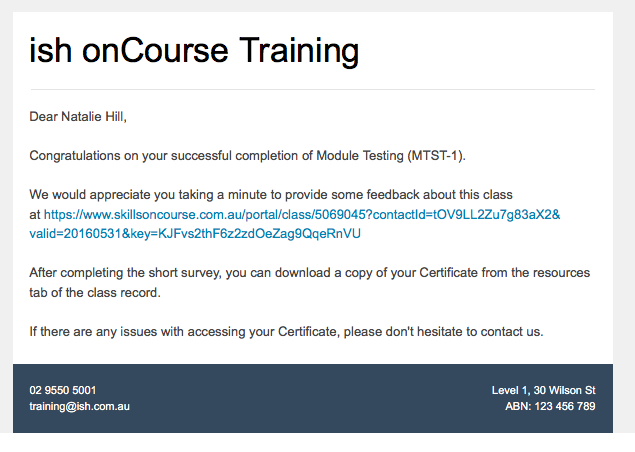 ish onCourse Training
Dear Natalie Hill,
Congratulations on your successful completion of Module Testing (MTST-1).
We would appreciate you taking a minute to provide some feedback about this class
at https://www.skillsoncourse.com.au/portal/class/5069045?contactId=tOV9LL2Zu7g83aX2&
valid=20160531&key=KJFvs2thF6z2zdOeZag9QqeRnVU
After completing the short survey, you can download a copy of your Certificate from the resources
tab of the class record.
If there are any issues with accessing your Certificate, please don't hesitate to contact us.
02 9550 5001
training@ish.com.au
Level 1, 30 Wilson St
ABN: 123 456 789